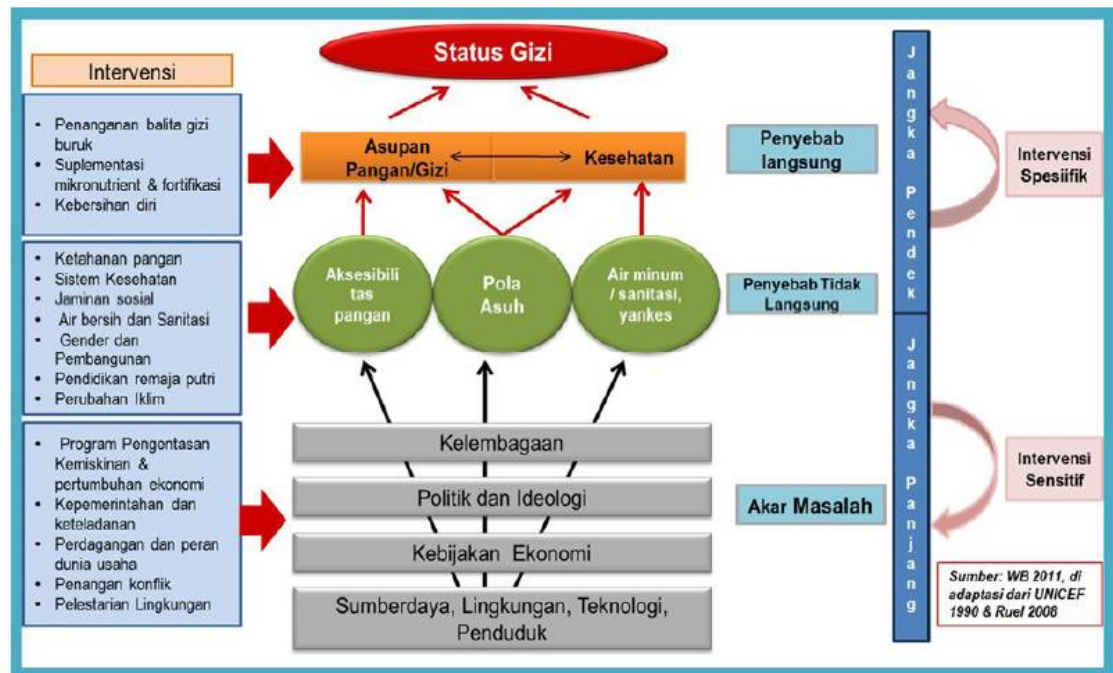 Status Gizi
Intervensi
• Penanganan balita gizi
buruk
• Suplementasi
mikronutrient & fortifikasi
• Kebersihan diri
Asupan
Pangan/Gizi
Kesehatan
Penyebab
langsung
• Ketahanan pangan
• Sistem Kesehatan
• Jaminan sosial
• Air bersih dan Sanitasi
• Gender dan
Pembangunan
• Pendidikan remaja putri
• Perubahan Iklim
Aksesibili
tas
pangan
Pola
Asuh
Air minum
/ sanitasi,
yankes
Penyebab Tidak
Langsung
• Program Pengentasan
Kemiskinan &
pertumbuhan ekonomi
• Kepemerintahan dan
keteladanan
• Perdagangan dan peran
dunia usaha
• Penangan konflik
• Pelestarian Lingkungan
Kelembagaan
Politik dan Ideologi
Kebijakan Ekonomi
Sumberdaya, Lingkungan, Teknologi,
Penduduk
Akar Masalah
Jangka Pendek
Jangka Panjang
Intervensi
Spesiifik
Intervensi
Sensitif
Sumber: WB 2011, di
adaptasi dari UNICEF
1990 & Ruel 2008